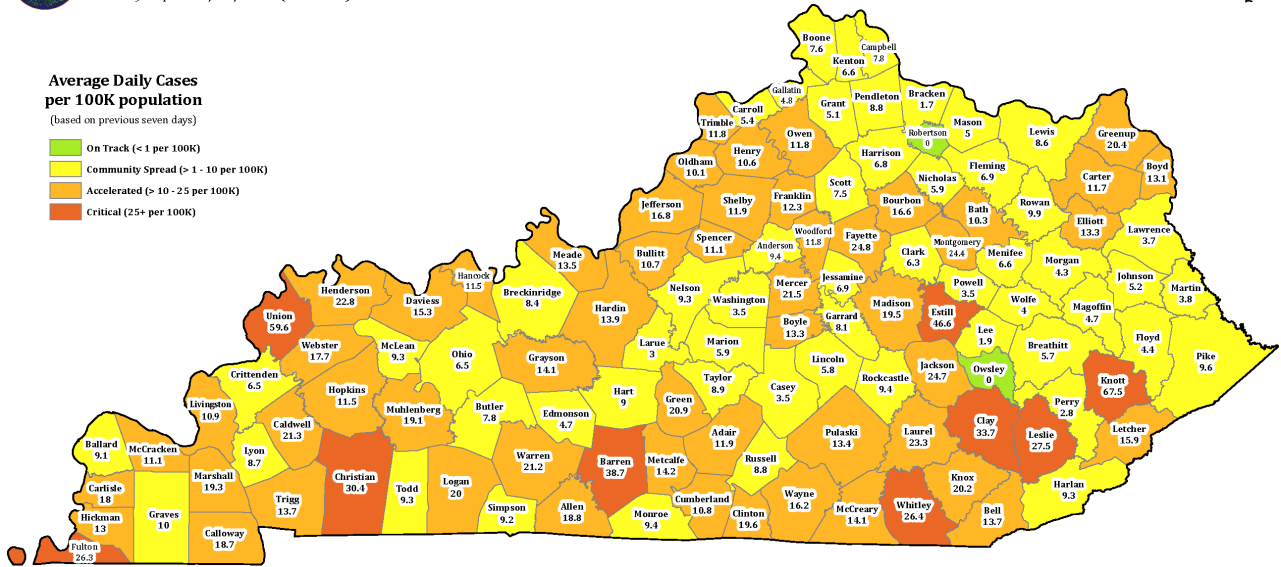 Average Daily Cases
per 100K population
(based on previous seven days)
On Track (< 1 per 100K)
Community Spread (> 1 - 10 per 100K)
Accelerated (> 10 - 25 per 100K)
Critical (25+ per 100K)
Boone
7.6
Campbell
7.8
Kenton
6.6
Gallatin
4.8
Carroll
5.4
Grant
5.1
Pendleton
8.8
Bracken
1.7
Mason
5
Robertson
0
Lewis
8.6
Greenup
20.4
Trimble
11.8
Owen
11.8
Henry
10.6
Oldham
10.1
Harrison
6.8
Fleming
6.9
Nicholas
5.9
Carter
11.7
Boyd
13.1
Scott
7.5
Jefferson
16.8
Shelby
11.9
Franklin
12.3
Bourbon
16.6
Bath
10.3
Rowan
9.9
Elliott
13.3
Lawrence
3.7
Spencer
11.1
Bullitt
10.7
Anderson
9.4
Woodford
11.8
Fayette
24.8
Clark
6.3
Montgomery
24.4
Menifee
6.6
Morgan
4.3
Johnson
5.2
Martin
3.8
Meade
13.5
Hancock
11.5
Breckinridge
8.4
Henderson
22.8
Daviess
15.3
Union
59.6
Hardin
13.9
Nelson
9.3
Washington
3.5
Mercer
21.5
Jessamine
6.9
Madison
19.5
Powell
3.5
Estill
46.6
Wolfe
4
Magoffin
4.7
Floyd
4.4
Pike
9.6
Boyle
13.3
Garrard
8.1
Lee
1.9
Breathitt
5.7
Webster
17.7
McLean
9.3
Ohio
6.5
Grayson
14.1
Larue
3
Marion
5.9
Lincoln
5.8
Jackson
24.7
Owsley
0
Knott
67.5
Crittenden
6.5
Hopkins
11.5
Muhlenberg
19.1
Butler
7.8
Edmonson
4.7
Hart
9
Green
20.9
Taylor
8.9
Casey
3.5
Rockcastle
9.4
Perry
2.8
Livingston
10.9
Caldwell
21.3
Lyon
8.7
Ballard
9.1
McCracken
11.1
Adair
11.9
Pulaski
13.4
Laurel
23.3
Clay
33.7
Leslie
27.5
Letcher
15.9
Marshall
19.3
Warren
21.2
Barren
38.7
Metcalfe
14.2
Russell
8.8
Carlisle
18
Trigg
13.7
Christian
30.4
Todd
9.3
Logan
20
Knox
20.2
Harlan
9.3
Hickman
13
Graves
10
Calloway
18.7
Simpson
9.2
Allen
18.8
Monroe
9.4
Cumberland
10.8
Clinton
19.6
Wayne
16.2
McCreary
14.1
Whitley
26.4
Bell
13.7
Fulton
26.3